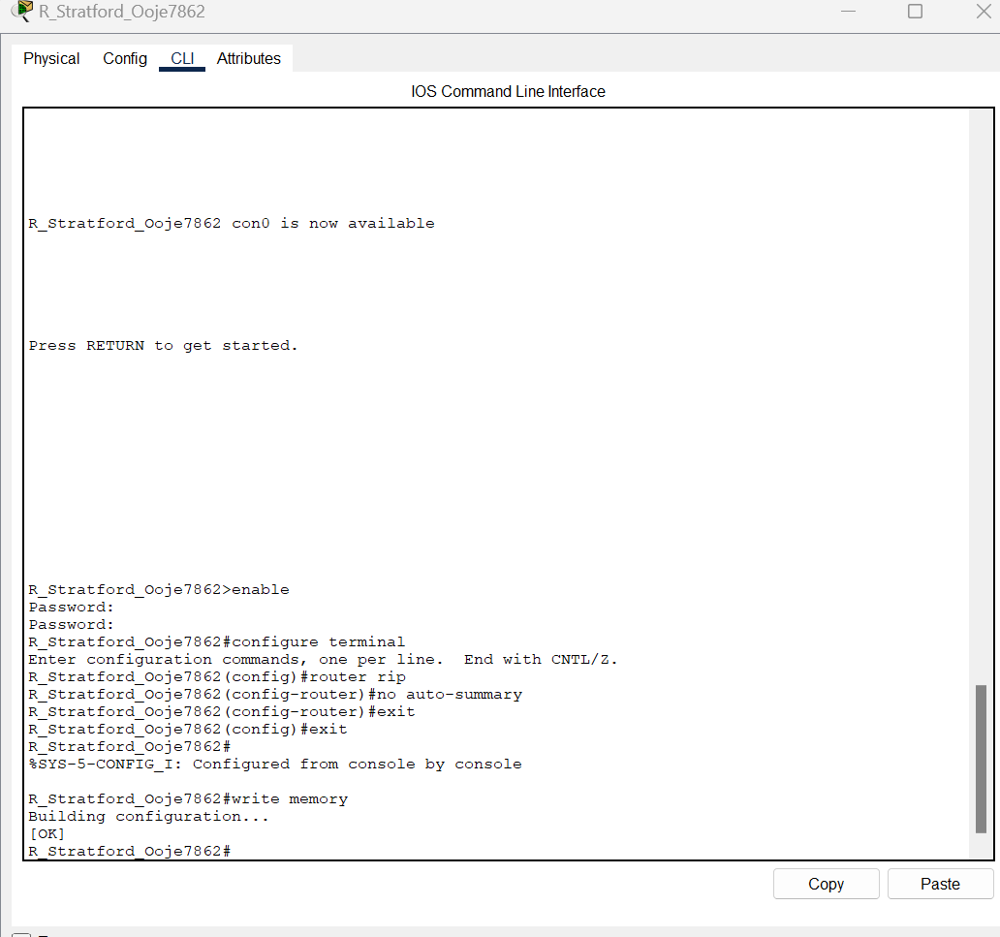 R_Stratford_Ooje7862
Physical Config CLI Attributes
IOS Command Line Interface
R_Stratford_Ooje7862 con0 is now available
Press RETURN to get started.
R_Stratford_Ooje7862>enable
Password:
Password:
R_Stratford_Ooje7862#configure terminal
Enter configuration commands, one per line.  End with CNTL/Z.
R_Stratford_Ooje7862(config)#router rip
R_Stratford_Ooje7862(config-router)#no auto-summary
R_Stratford_Ooje7862(config-router)#exit
R_Stratford_Ooje7862(config)#exit
R_Stratford_Ooje7862#
%SYS-5-CONFIG_I: Configured from console by console
R_Stratford_Ooje7862#write memory
Building configuration...
[OK]
R_Stratford_Ooje7862#
Copy Paste